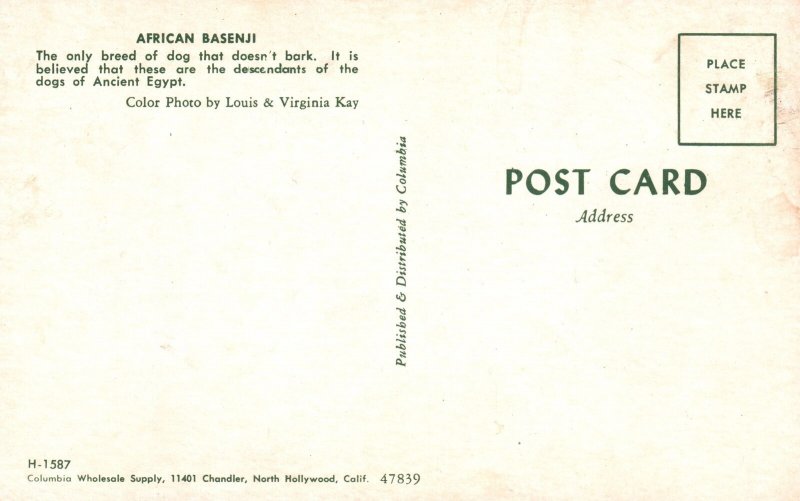 AFRICAN BASENJI
The only breed of dog that doesn't bark. It is
believed that these are the descendants of the
dogs of Ancient Egypt.
Color Photo by Louis & Virginia Kay
Published & Distributed by Columbia
PLACE
STAMP
HERE
POST CARD
Address
H-1587
Columbia Wholesale Supply, 11401 Chandler, North Hollywood, Calif. 47839